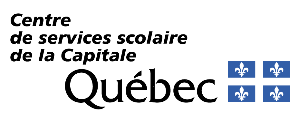 Centre
de services scolaire
de la Capitale
Québec